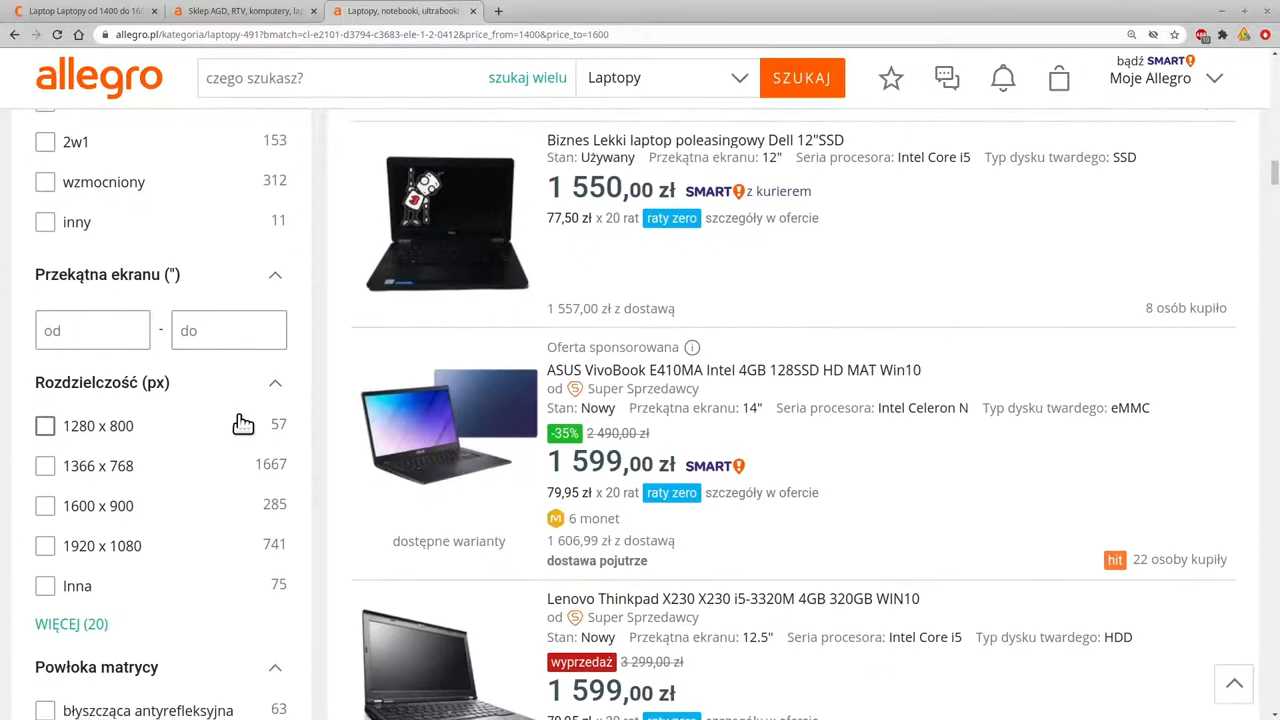 Laptop Laptopy od 1400 do 160
Sklep AGD, RTV, komputery, la
Laptopy, notebooki, ultrabooki
allegro.pl/kategoria/laptopy-491?bmatch=cl-e2101-d3794-c3683-ele-1-2-0412&price_from=1400&price_to=1600
allegro
czego szukasz?
szukaj wielu
Laptopy
SZUKAJ
bądź SMART!
Moje Allegro
2w1 153
wzmocniony 312
inny 11
Przekątna ekranu (")
od - do
Rozdzielczość (px)
1280 x 800 57
1366 x 768 1667
1600 x 900 285
1920 x 1080 741
Inna 75
WIĘCEJ (20)
Powłoka matrycy
błyszcząca antyrefleksyjna 63
Biznes Lekki laptop poleasingowy Dell 12"SSD
Stan: Używany Przekątna ekranu: 12" Seria procesora: Intel Core i5 Typ dysku twardego: SSD
1 550,00 zł SMART! z kurierem
77,50 zł x 20 rat raty zero szczegóły w ofercie
1 557,00 zł z dostawą
8 osób kupiło
Oferta sponsorowana
ASUS VivoBook E410MA Intel 4GB 128SSD HD MAT Win10
od Super Sprzedawcy
Stan: Nowy Przekątna ekranu: 14" Seria procesora: Intel Celeron N Typ dysku twardego: eMMC
-35% 2 490,00 zł
1 599,00 zł SMART!
79,95 zł x 20 rat raty zero szczegóły w ofercie
M 6 monet
dostępne warianty
1 606,99 zł z dostawą
dostawa pojutrze
hit 22 osoby kupiły
Lenovo Thinkpad X230 X230 i5-3320M 4GB 320GB WIN10
od Super Sprzedawcy
Stan: Nowy Przekątna ekranu: 12.5" Seria procesora: Intel Core i5 Typ dysku twardego: HDD
wyprzedaż 3 299,00 zł
1 599,00 zł